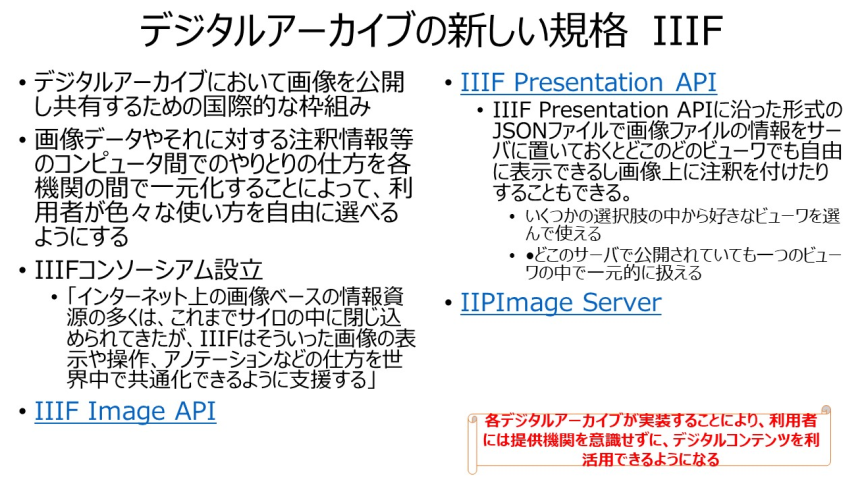 デジタルアーカイブの新しい規格 IIIF
• デジタルアーカイブにおいて画像を公開
し共有するための国際的な枠組み
• 画像データやそれに対する注釈情報等
のコンピュータ間でのやりとりの仕方を各
機関の間で一元化することによって、利
用者が色々な使い方を自由に選べる
ようにする
• IIIFコンソーシアム設立
• 「インターネット上の画像ベースの情報資
源の多くは、これまでサイロの中に閉じ込
められてきたが、IIIFはそういった画像の表
示や操作、アノテーションなどの仕方を世
界中で共通化できるように支援する」
• IIIF Image API
• IIIF Presentation API
• IIIF Presentation APIに沿った形式の
JSONファイルで画像ファイルの情報をサー
バに置いておくとどこのどのビューワでも自由
に表示できるし画像上に注釈を付けたり
することもできる。
• いくつかの選択肢の中から好きなビューワを選
んで使える
• ●どこのサーバで公開されていても一つのビュー
ワの中で一元的に扱える
• IIPImage Server
各デジタルアーカイブが実装することにより、利用者
には提供機関を意識せずに、デジタルコンテンツを利
活用できるようになる